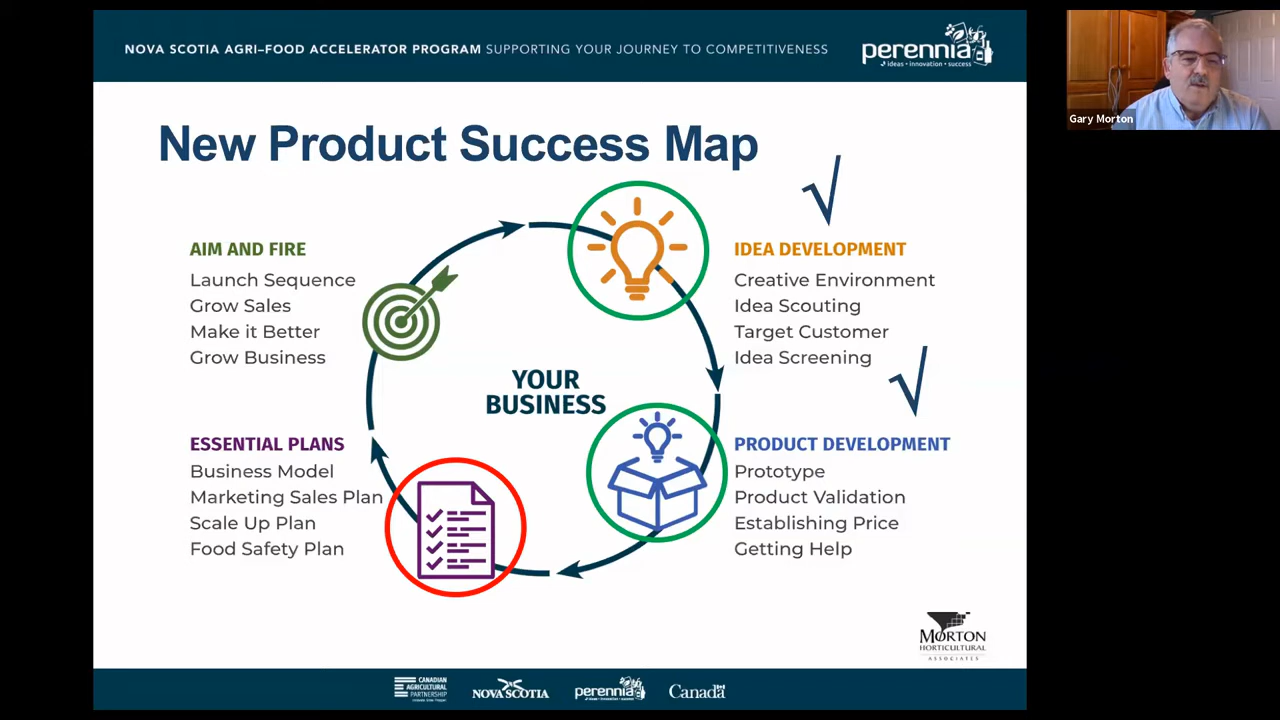 NOVA SCOTIA AGRI–FOOD ACCELERATOR PROGRAM SUPPORTING YOUR JOURNEY TO COMPETITIVENESS
perennia
ideas • innovation • success
Gary Morton
New Product Success Map
AIM AND FIRE
Launch Sequence
Grow Sales
Make it Better
Grow Business
IDEA DEVELOPMENT
Creative Environment
Idea Scouting
Target Customer
Idea Screening
YOUR
BUSINESS
ESSENTIAL PLANS
Business Model
Marketing Sales Plan
Scale Up Plan
Food Safety Plan
PRODUCT DEVELOPMENT
Prototype
Product Validation
Establishing Price
Getting Help
MORTON
HORTICULTURAL
ASSOCIATES
CANADIAN
AGRICULTURAL
PARTNERSHIP
NOVA SCOTIA
perennia
ideas • innovation • success
Canada